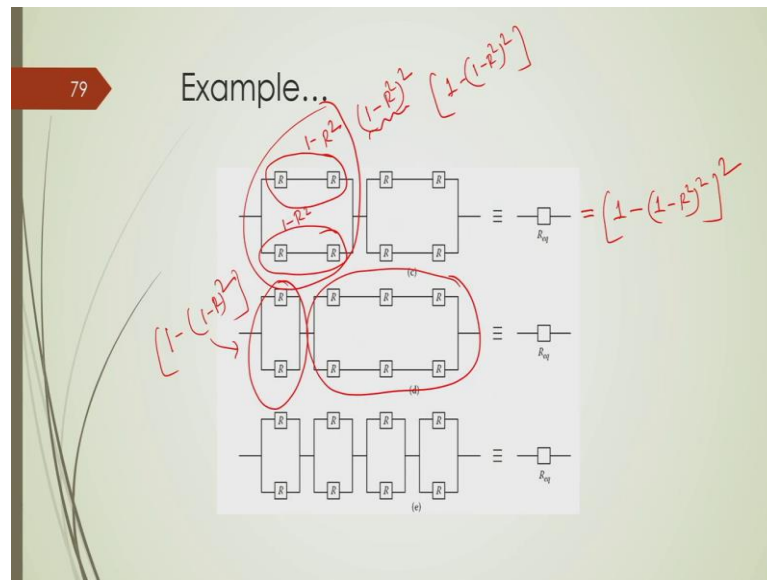 79
Example...
(1-R²)² [1-(1-R²)²]
1-R²
R R R R
1-R²
≡ = [1-(1-R²)²]²
R_eq
R R R R
(c)
[1-(1-R)²]
R R R R
≡
R_eq
R R R R
(d)
R R R R
≡
R_eq
R R R R
(e)